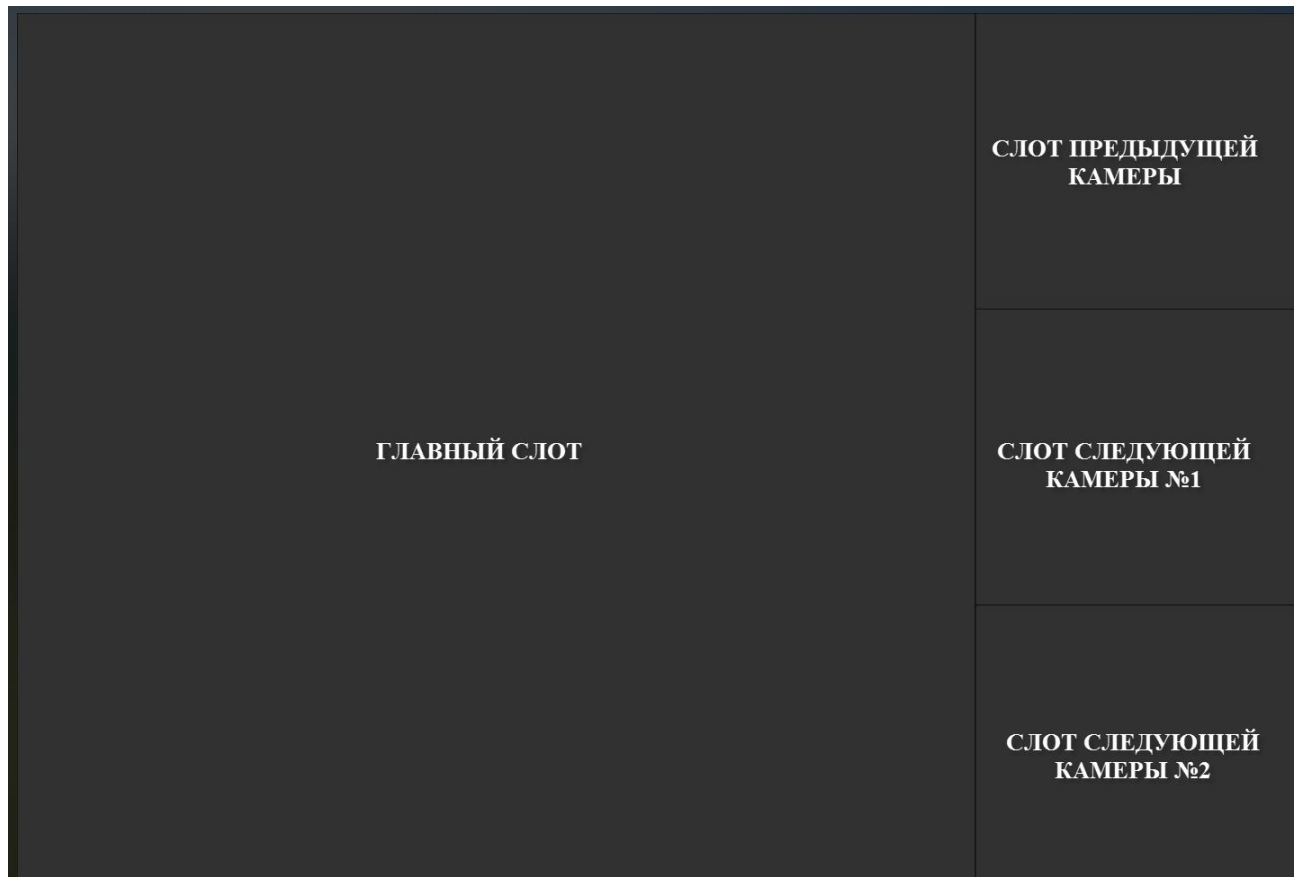 СЛОТ ПРЕДЫДУЩЕЙ
КАМЕРЫ
ГЛАВНЫЙ СЛОТ
СЛОТ СЛЕДУЮЩЕЙ
КАМЕРЫ №1
СЛОТ СЛЕДУЮЩЕЙ
КАМЕРЫ №2